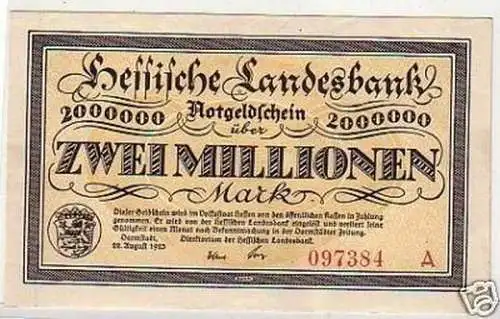 Hessische Landesbank
2000000 Notgeldschein 2000000
über
ZWEI MILLIONEN
Mark
Dieser Geldschein wird im Volksstaat Hessen von den öffentlichen Kassen in Zahlung
genommen. Er wird von der Hessischen Landesbank eingelöst und verliert seine
Gültigkeit einen Monat nach Bekanntmachung in der Darmstädter Zeitung.
Darmstadt, Direktorium der Hessischen Landesbank.
22. August 1923
097384 A